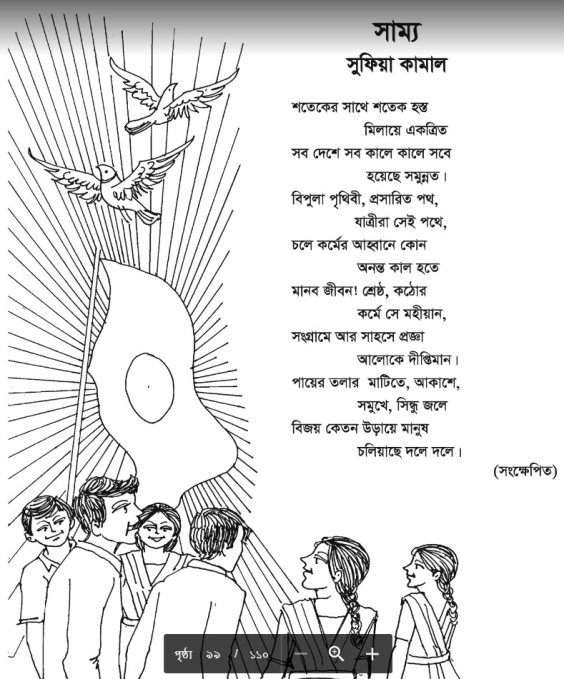 সাম্য
সুফিয়া কামাল
শতেকের সাথে শতেক হস্ত
মিলায়ে একত্রিত
সব দেশে সব কালে কালে সবে
হয়েছে সমুন্নত।
বিপুলা পৃথিবী, প্রসারিত পথ,
যাত্রীরা সেই পথে,
চলে কর্মের আহ্বানে কোন
অনন্ত কাল হতে
মানব জীবন! শ্রেষ্ঠ, কঠোর
কর্মে সে মহীয়ান,
সংগ্রামে আর সাহসে প্রজ্ঞা
আলোকে দীপ্তিমান।
পায়ের তলার মাটিতে, আকাশে,
সমুখে, সিন্ধু জলে
বিজয় কেতন উড়ায়ে মানুষ
চলিয়াছে দলে দলে।
(সংক্ষেপিত)
পৃষ্ঠা ৯৯ / ১১০